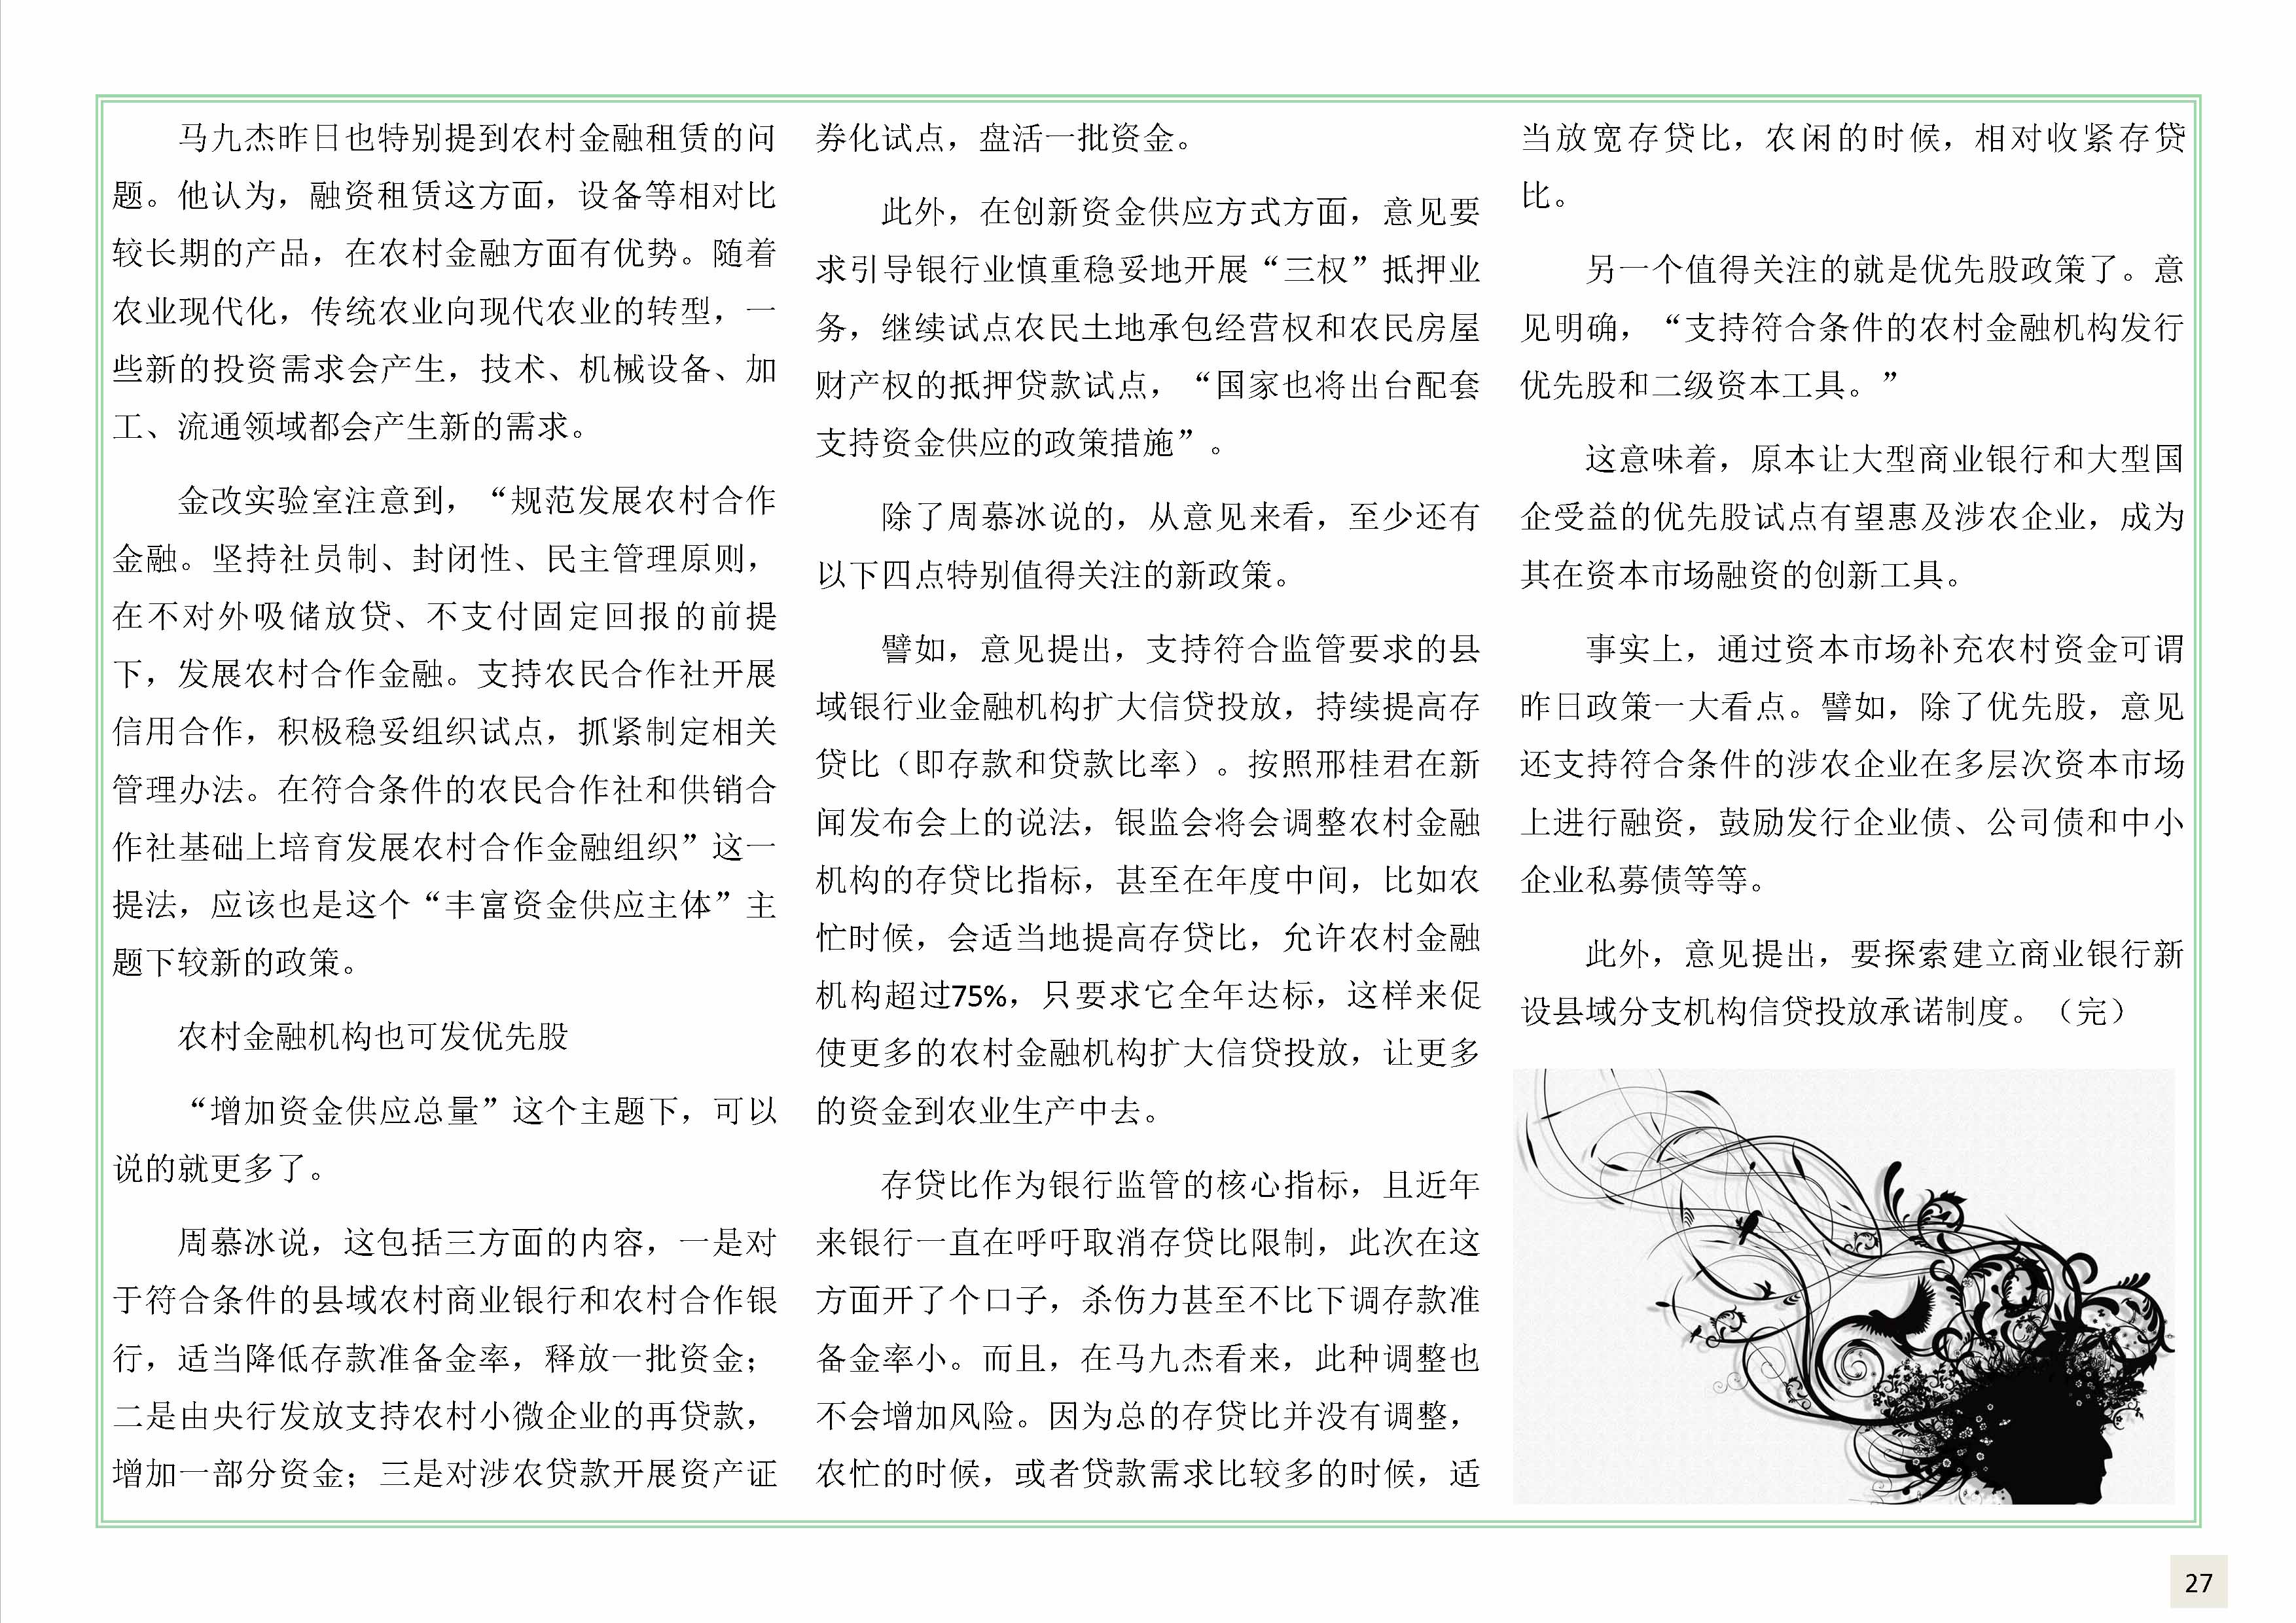 马九杰昨日也特别提到农村金融租赁的问
题。他认为，融资租赁这方面，设备等相对比
较长期的产品，在农村金融方面有优势。随着
农业现代化，传统农业向现代农业的转型，一
些新的投资需求会产生，技术、机械设备、加
工、流通领域都会产生新的需求。
金改实验室注意到，“规范发展农村合作
金融。坚持社员制、封闭性、民主管理原则，
在不对外吸储放贷、不支付固定回报的前提
下，发展农村合作金融。支持农民合作社开展
信用合作，积极稳妥组织试点，抓紧制定相关
管理办法。在符合条件的农民合作社和供销合
作社基础上培育发展农村合作金融组织”这一
提法，应该也是这个“丰富资金供应主体”主
题下较新的政策。
农村金融机构也可发优先股
“增加资金供应总量”这个主题下，可以
说的就更多了。
周慕冰说，这包括三方面的内容，一是对
于符合条件的县域农村商业银行和农村合作银
行，适当降低存款准备金率，释放一批资金；
二是由央行发放支持农村小微企业的再贷款，
增加一部分资金；三是对涉农贷款开展资产证
券化试点，盘活一批资金。
此外，在创新资金供应方式方面，意见要
求引导银行业慎重稳妥地开展“三权”抵押业
务，继续试点农民土地承包经营权和农民房屋
财产权的抵押贷款试点，“国家也将出台配套
支持资金供应的政策措施”。
除了周慕冰说的，从意见来看，至少还有
以下四点特别值得关注的新政策。
譬如，意见提出，支持符合监管要求的县
域银行业金融机构扩大信贷投放，持续提高存
贷比（即存款和贷款比率）。按照邢桂君在新
闻发布会上的说法，银监会将会调整农村金融
机构的存贷比指标，甚至在年度中间，比如农
忙时候，会适当地提高存贷比，允许农村金融
机构超过75%，只要求它全年达标，这样来促
使更多的农村金融机构扩大信贷投放，让更多
的资金到农业生产中去。
存贷比作为银行监管的核心指标，且近年
来银行一直在呼吁取消存贷比限制，此次在这
方面开了个口子，杀伤力甚至不比下调存款准
备金率小。而且，在马九杰看来，此种调整也
不会增加风险。因为总的存贷比并没有调整，
农忙的时候，或者贷款需求比较多的时候，适
当放宽存贷比，农闲的时候，相对收紧存贷
比。
另一个值得关注的就是优先股政策了。意
见明确，“支持符合条件的农村金融机构发行
优先股和二级资本工具。”
这意味着，原本让大型商业银行和大型国
企受益的优先股试点有望惠及涉农企业，成为
其在资本市场融资的创新工具。
事实上，通过资本市场补充农村资金可谓
昨日政策一大看点。譬如，除了优先股，意见
还支持符合条件的涉农企业在多层次资本市场
上进行融资，鼓励发行企业债、公司债和中小
企业私募债等等。
此外，意见提出，要探索建立商业银行新
设县域分支机构信贷投放承诺制度。（完）
27